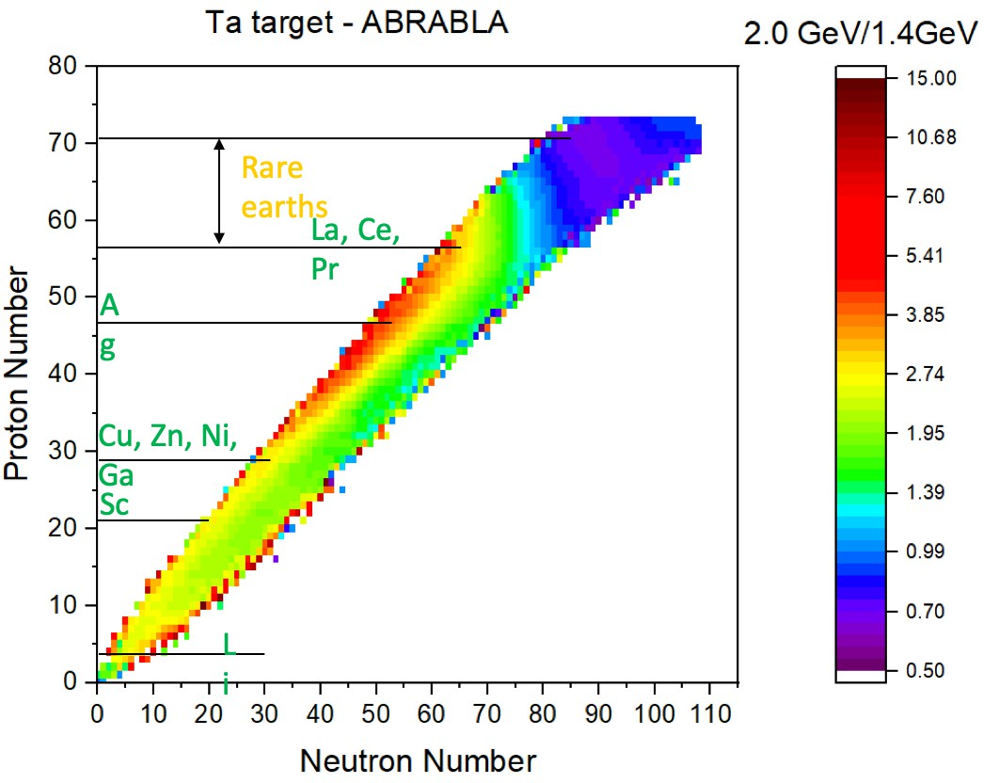 Ta target - ABRABLA
2.0 GeV/1.4GeV
80
70
60
50
40
30
20
10
0
Proton Number
Rare
earths
La, Ce,
Pr
A
g
Cu, Zn, Ni,
Ga
Sc
L
i
0 10 20 30 40 50 60 70 80 90 100 110
Neutron Number
15.00
10.68
7.60
5.41
3.85
2.74
1.95
1.39
0.99
0.70
0.50